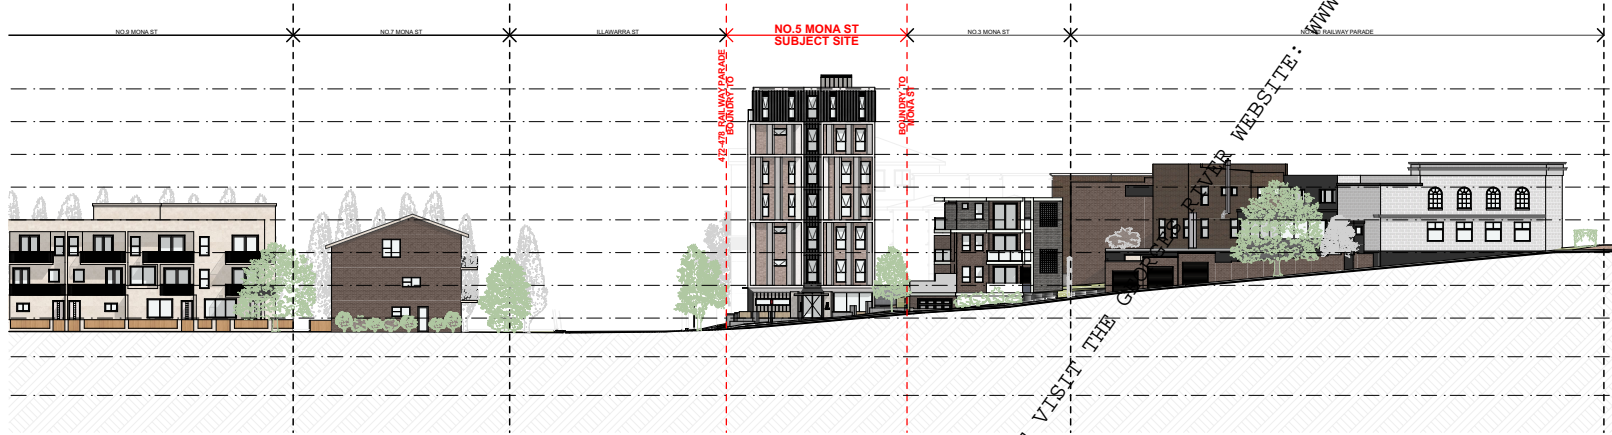 NO.9 MONA ST
NO.7 MONA ST
ILLAWARRA ST
NO.5 MONA ST
SUBJECT SITE
NO.3 MONA ST
RAILWAY PARADE
472-478 RAILWAY PARADE
BOUNDRY TO
BOUNDRY TO
MONA ST
VISIT THE GEORGES RIVER WEBSITE: WWW